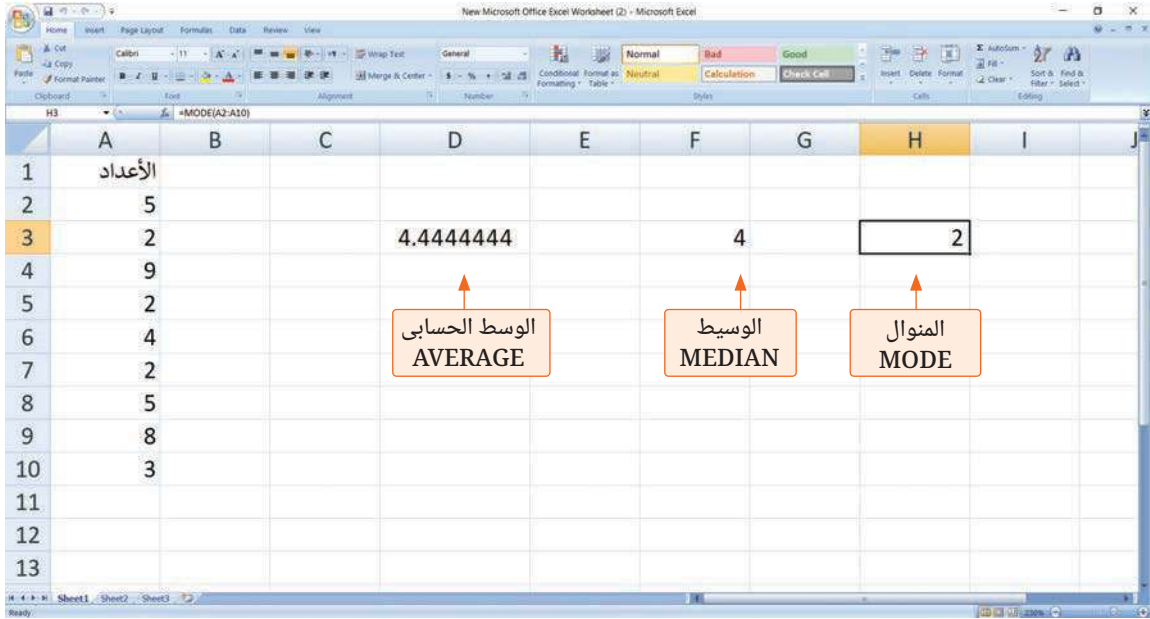 New Microsoft Office Excel Worksheet (2) - Microsoft Excel
Home Insert Page Layout Formulas Data Review View
Paste
Cut
Copy
Format Painter
Clipboard
Calibri 11
Font
Wrap Text
Merge & Center
Alignment
General
Number
Conditional Formatting
Format as Table
Normal Bad Good
Neutral Calculation Check Cell
Styles
Insert Delete Format
Cells
AutoSum
Fill
Clear
Sort & Filter
Find & Select
Editing
H3 fx =MODE(A2:A10)
A B C D E F G H I J
1 الأعداد
2 5
3 2 4.4444444 4 2
4 9
5 2
6 4
7 2
8 5
9 8
10 3
11
12
13
الوسط الحسابى
AVERAGE
الوسيط
MEDIAN
المنوال
MODE
Sheet1 Sheet2 Sheet3
Ready 230%